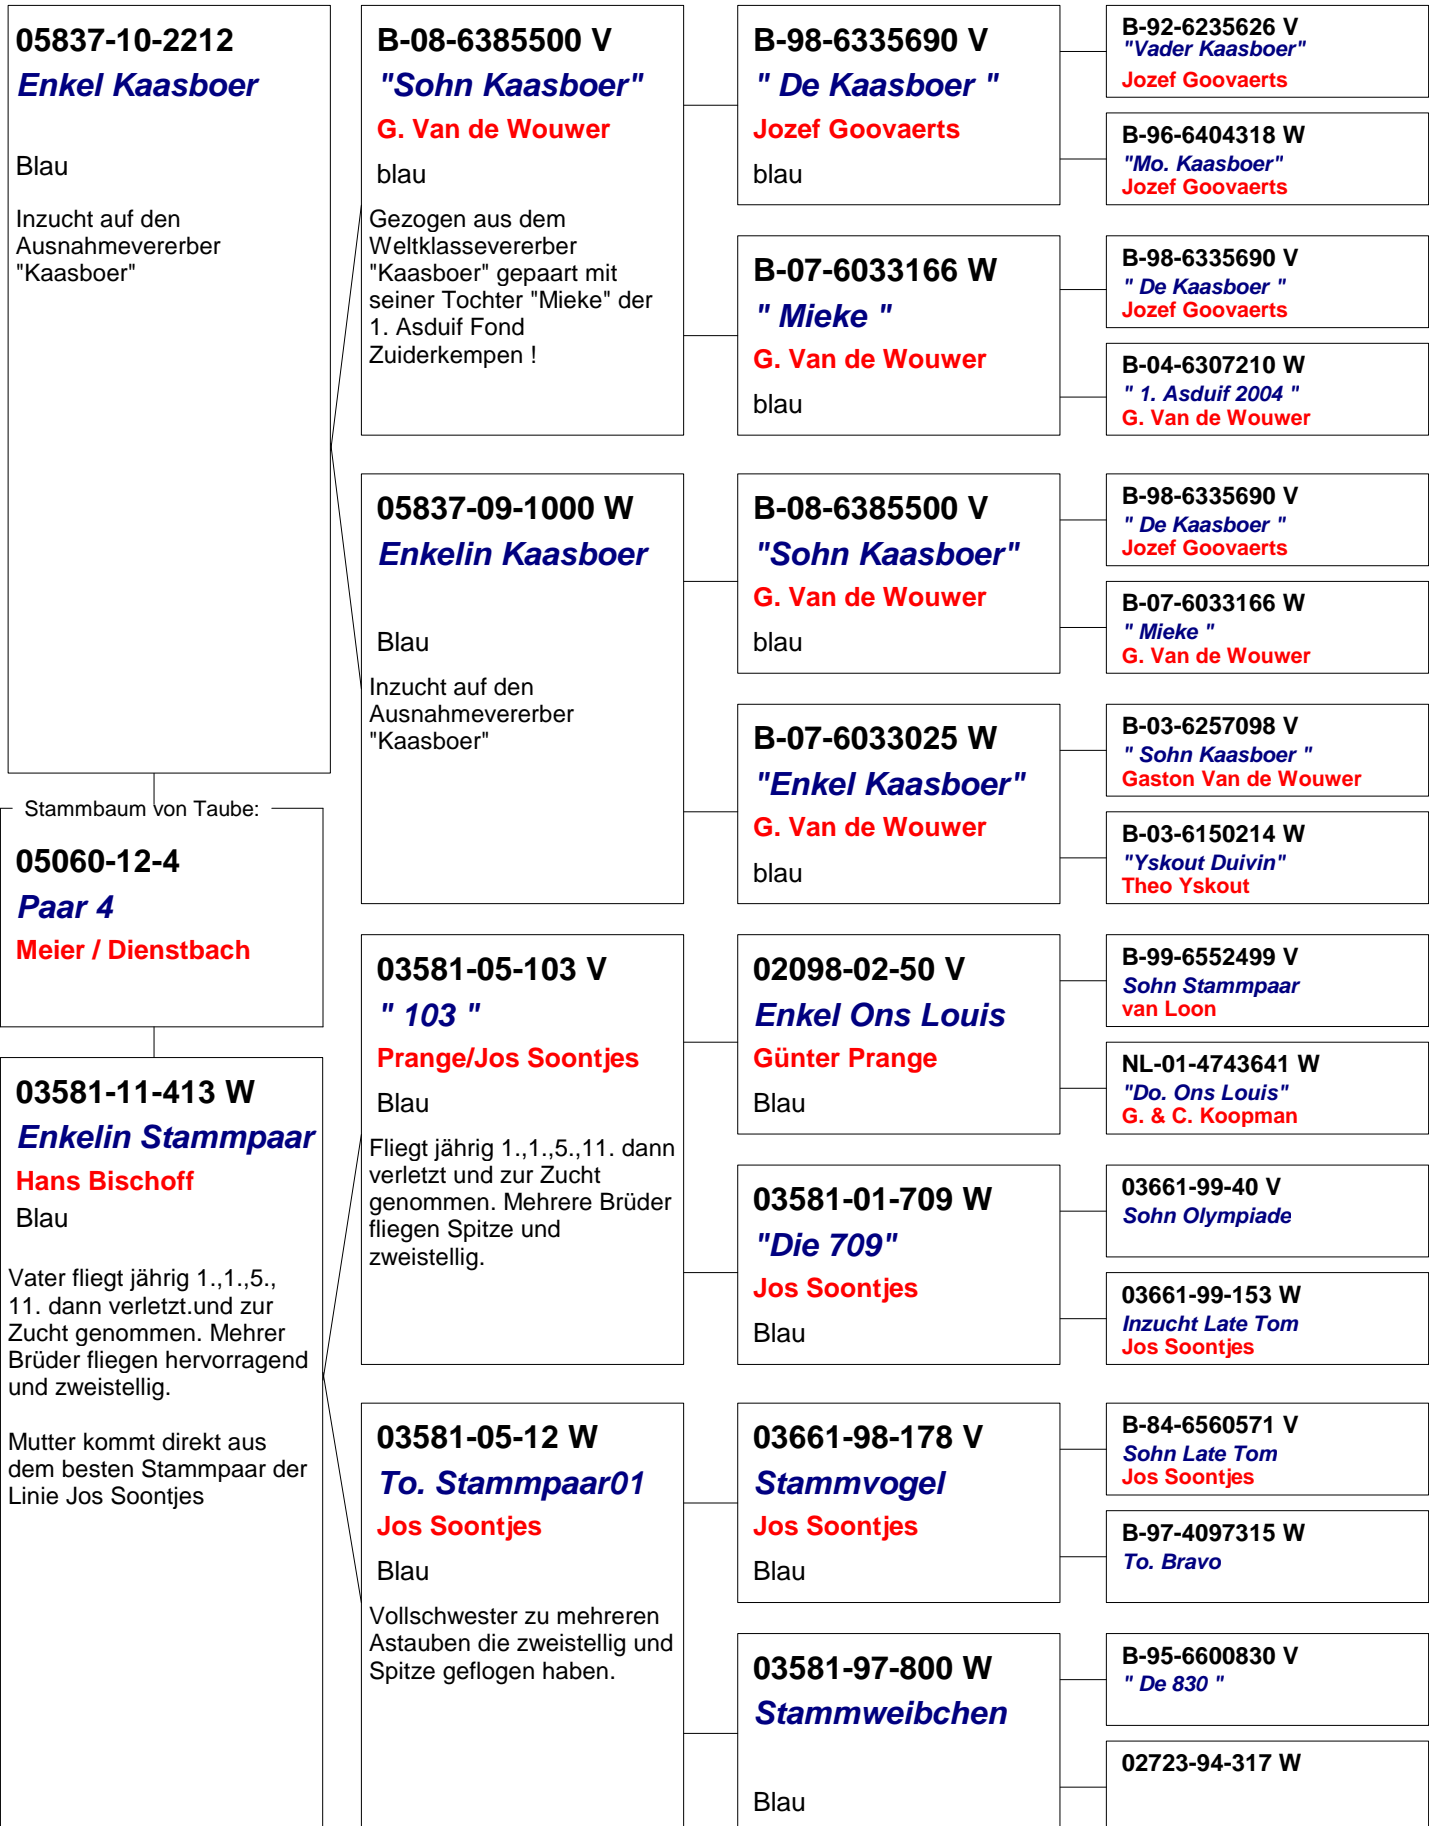 05837-10-2212
Enkel Kaasboer
Blau
Inzucht auf den
Ausnahmevererber
"Kaasboer"
Stammbaum von Taube:
05060-12-4
Paar 4
Meier / Dienstbach
03581-11-413 W
Enkelin Stammpaar
Hans Bischoff
Blau
Vater fliegt jährig 1.,1.,5.,
11. dann verletzt.und zur
Zucht genommen. Mehrer
Brüder fliegen hervorragend
und zweistellig.
Mutter kommt direkt aus
dem besten Stammpaar der
Linie Jos Soontjes
B-08-6385500 V
"Sohn Kaasboer"
G. Van de Wouwer
blau
Gezogen aus dem
Weltklassevererber
"Kaasboer" gepaart mit
seiner Tochter "Mieke" der
1. Asduif Fond
Zuiderkempen !
05837-09-1000 W
Enkelin Kaasboer
Blau
Inzucht auf den
Ausnahmevererber
"Kaasboer"
03581-05-103 V
" 103 "
Prange/Jos Soontjes
Blau
Fliegt jährig 1.,1.,5.,11. dann
verletzt und zur Zucht
genommen. Mehrere Brüder
fliegen Spitze und
zweistellig.
03581-05-12 W
To. Stammpaar01
Jos Soontjes
Blau
Vollschwester zu mehreren
Astauben die zweistellig und
Spitze geflogen haben.
B-98-6335690 V
" De Kaasboer "
Jozef Goovaerts
blau
B-07-6033166 W
" Mieke "
G. Van de Wouwer
blau
B-08-6385500 V
"Sohn Kaasboer"
G. Van de Wouwer
blau
B-07-6033025 W
"Enkel Kaasboer"
G. Van de Wouwer
blau
02098-02-50 V
Enkel Ons Louis
Günter Prange
Blau
03581-01-709 W
"Die 709"
Jos Soontjes
Blau
03661-98-178 V
Stammvogel
Jos Soontjes
Blau
03581-97-800 W
Stammweibchen
Blau
B-92-6235626 V
"Vader Kaasboer"
Jozef Goovaerts
B-96-6404318 W
"Mo. Kaasboer"
Jozef Goovaerts
B-98-6335690 V
" De Kaasboer "
Jozef Goovaerts
B-04-6307210 W
" 1. Asduif 2004 "
G. Van de Wouwer
B-98-6335690 V
" De Kaasboer "
Jozef Goovaerts
B-07-6033166 W
" Mieke "
G. Van de Wouwer
B-03-6257098 V
" Sohn Kaasboer "
Gaston Van de Wouwer
B-03-6150214 W
"Yskout Duivin"
Theo Yskout
B-99-6552499 V
Sohn Stammpaar
van Loon
NL-01-4743641 W
"Do. Ons Louis"
G. & C. Koopman
03661-99-40 V
Sohn Olympiade
03661-99-153 W
Inzucht Late Tom
Jos Soontjes
B-84-6560571 V
Sohn Late Tom
Jos Soontjes
B-97-4097315 W
To. Bravo
B-95-6600830 V
" De 830 "
02723-94-317 W